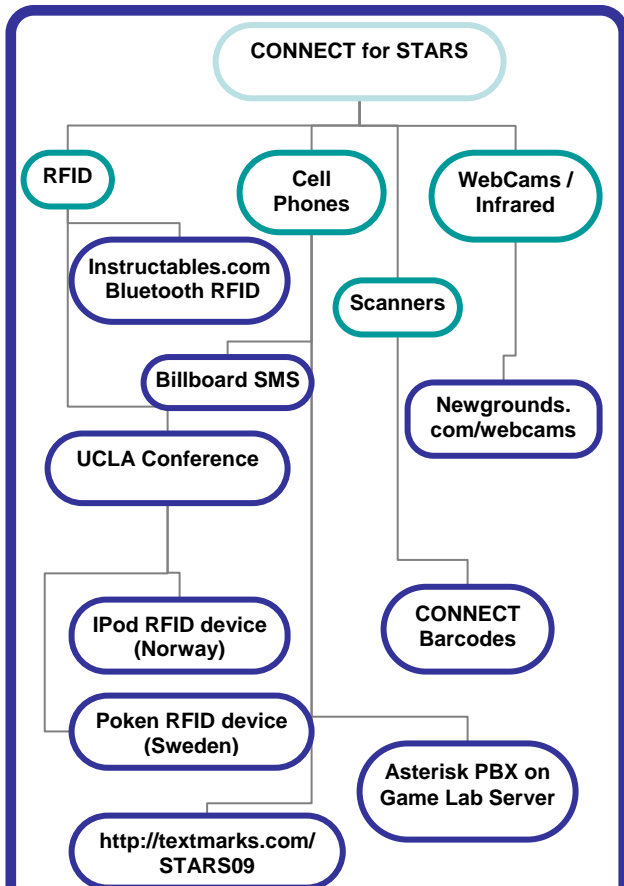 CONNECT for STARS
RFID
Cell
Phones
WebCams /
Infrared
Instructables.com
Bluetooth RFID
Scanners
Billboard SMS
Newgrounds.
com/webcams
UCLA Conference
IPod RFID device
(Norway)
CONNECT
Barcodes
Poken RFID device
(Sweden)
Asterisk PBX on
Game Lab Server
http://textmarks.com/
STARS09